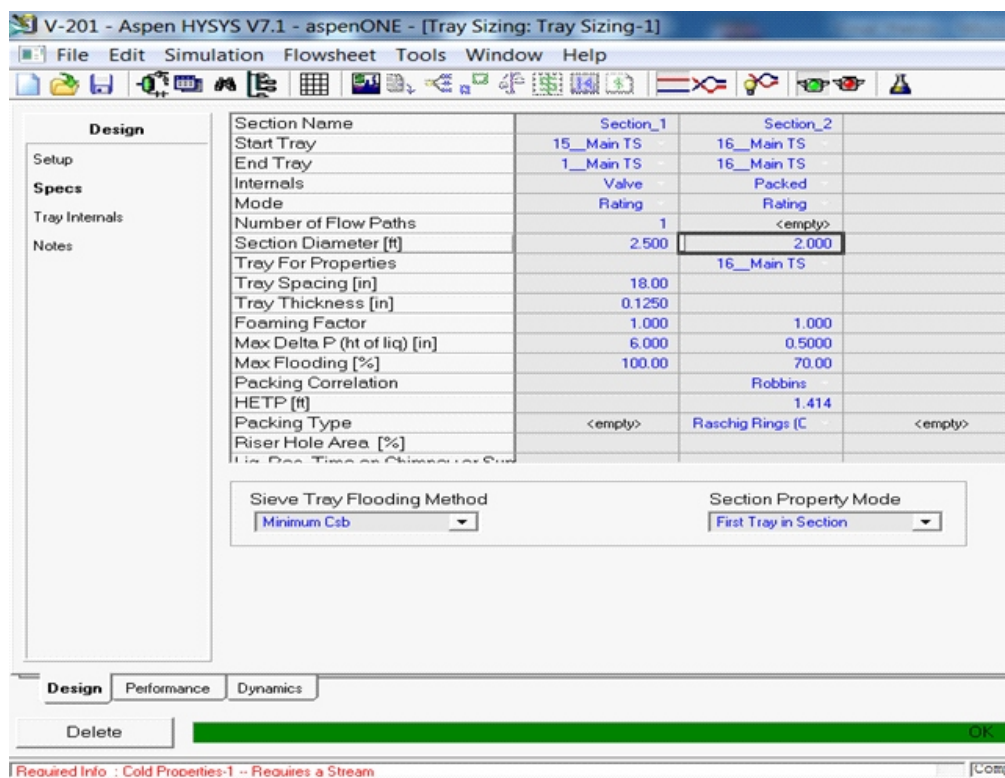 V-201 - Aspen HYSYS V7.1 - aspenONE - [Tray Sizing: Tray Sizing-1]
File Edit Simulation Flowsheet Tools Window Help
Design
Setup
Specs
Tray Internals
Notes
Section Name Section_1 Section_2
Start Tray 15__Main TS 16__Main TS
End Tray 1__Main TS 16__Main TS
Internals Valve Packed
Mode Rating Rating
Number of Flow Paths 1 <empty>
Section Diameter [ft] 2.500 2.000
Tray For Properties 16__Main TS
Tray Spacing [in] 18.00
Tray Thickness [in] 0.1250
Foaming Factor 1.000 1.000
Max Delta P (ht of liq) [in] 6.000 0.5000
Max Flooding [%] 100.00 70.00
Packing Correlation Robbins
HETP [ft] 1.414
Packing Type <empty> Raschig Rings (C <empty>
Riser Hole Area [%]
Sieve Tray Flooding Method
Minimum Csb
Section Property Mode
First Tray in Section
Design Performance Dynamics
Delete
OK
Required Info : Cold Properties-1 -- Requires a Stream